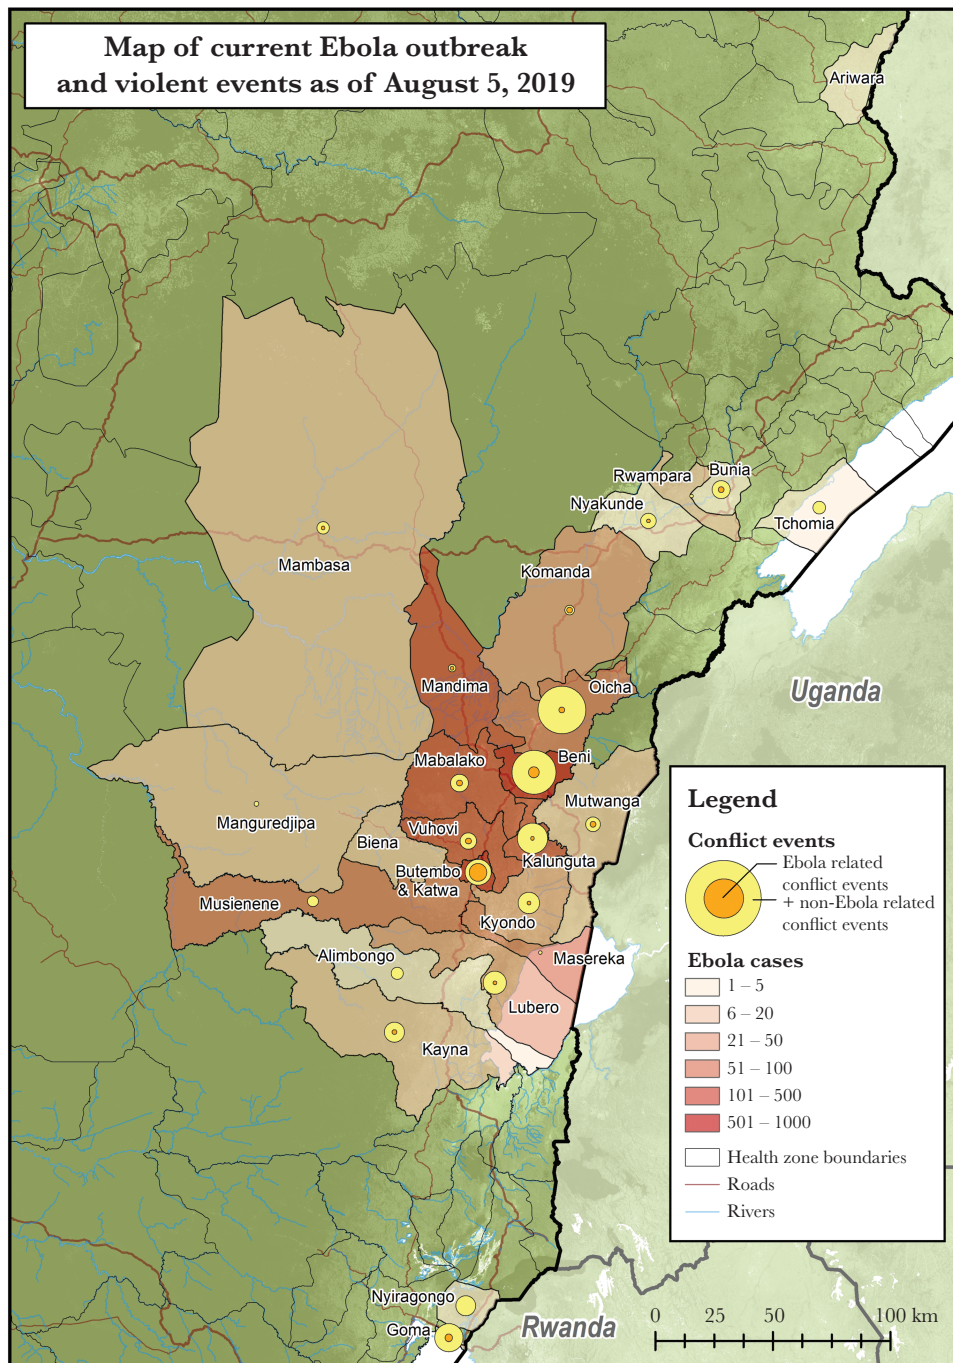 Map of current Ebola outbreak
and violent events as of August 5, 2019
Ariwara
Rwampara
Bunia
Nyakunde
Tchomia
Mambasa
Komanda
Mandima
Oicha
Uganda
Mabalako
Beni
Mutwanga
Manguredjipa
Vuhovi
Biena
Kalunguta
Butembo
& Katwa
Musienene
Kyondo
Alimbongo
Masereka
Lubero
Kayna
Nyiragongo
Goma
Rwanda
Legend
Conflict events
Ebola related
conflict events
+ non-Ebola related
conflict events
Ebola cases
1 – 5
6 – 20
21 – 50
51 – 100
101 – 500
501 – 1000
Health zone boundaries
Roads
Rivers
0 25 50 100 km